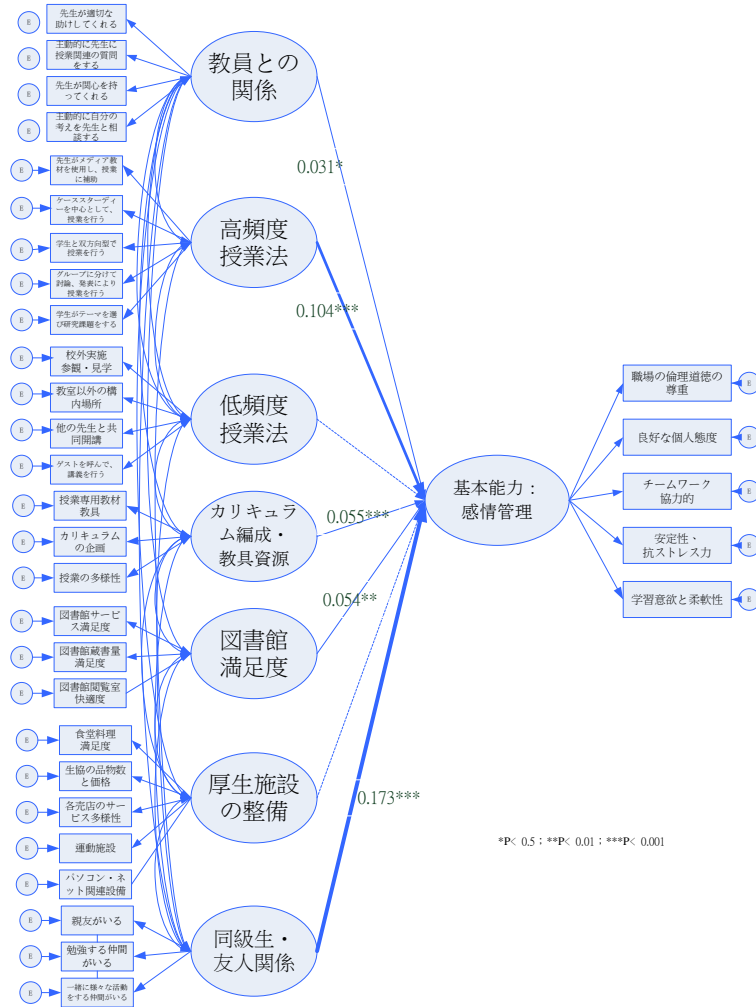 E
先生が適切な
助けしてくれる
E
主動的に先生に
授業関連の質問
をする
E
先生が関心を持
ってくれる
E
主動的に自分の
考えを先生と相
談する
教員との
関係
0.031*
E
先生がメディア教
材を使用し、授業
に補助
E
ケーススターディ
ーを中心として、
授業を行う
E
学生と双方向型で
授業を行う
E
グループに分けて
討論、発表により
授業を行う
E
学生がテーマを選
び研究課題をする
高頻度
授業法
0.104***
E
校外実施
参観・見学
E
教室以外の構
内場所
E
他の先生と共
同開講
E
ゲストを呼んで、
講義を行う
低頻度
授業法
E
授業専用教材
教具
E
カリキュラム
の企画
E
授業の多様性
カリキュラ
ム編成・
教具資源
0.055***
E
図書館サービ
ス満足度
E
図書館蔵書量
満足度
E
図書館閲覧室
快適度
図書館
満足度
0.054**
E
食堂料理
満足度
E
生協の品物数
と価格
E
各売店のサー
ビス多様性
E
運動施設
E
パソコン・ネ
ット関連設備
厚生施設
の整備
0.173***
E
親友がいる
E
勉強する仲間
がいる
E
一緒に様々な活動
をする仲間がいる
同級生・
友人関係
基本能力：
感情管理
職場の倫理道徳の
尊重
E
良好な個人態度
E
チームワーク
協力的
E
安定性、
抗ストレス力
E
学習意欲と柔軟性
E
*P< 0.5；**P< 0.01；***P< 0.001